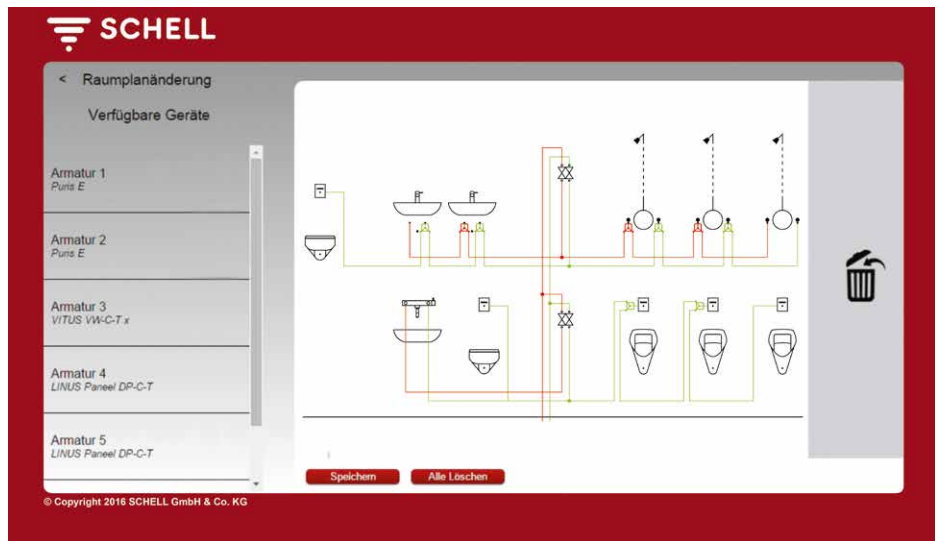 SCHELL
< Raumplanänderung
Verfügbare Geräte
Armatur 1
Puris E
Armatur 2
Puris E
Armatur 3
VITUS VW-C-T x
Armatur 4
LINUS Paneel DP-C-T
Armatur 5
LINUS Paneel DP-C-T
Speichern Alle Löschen
© Copyright 2016 SCHELL GmbH & Co. KG